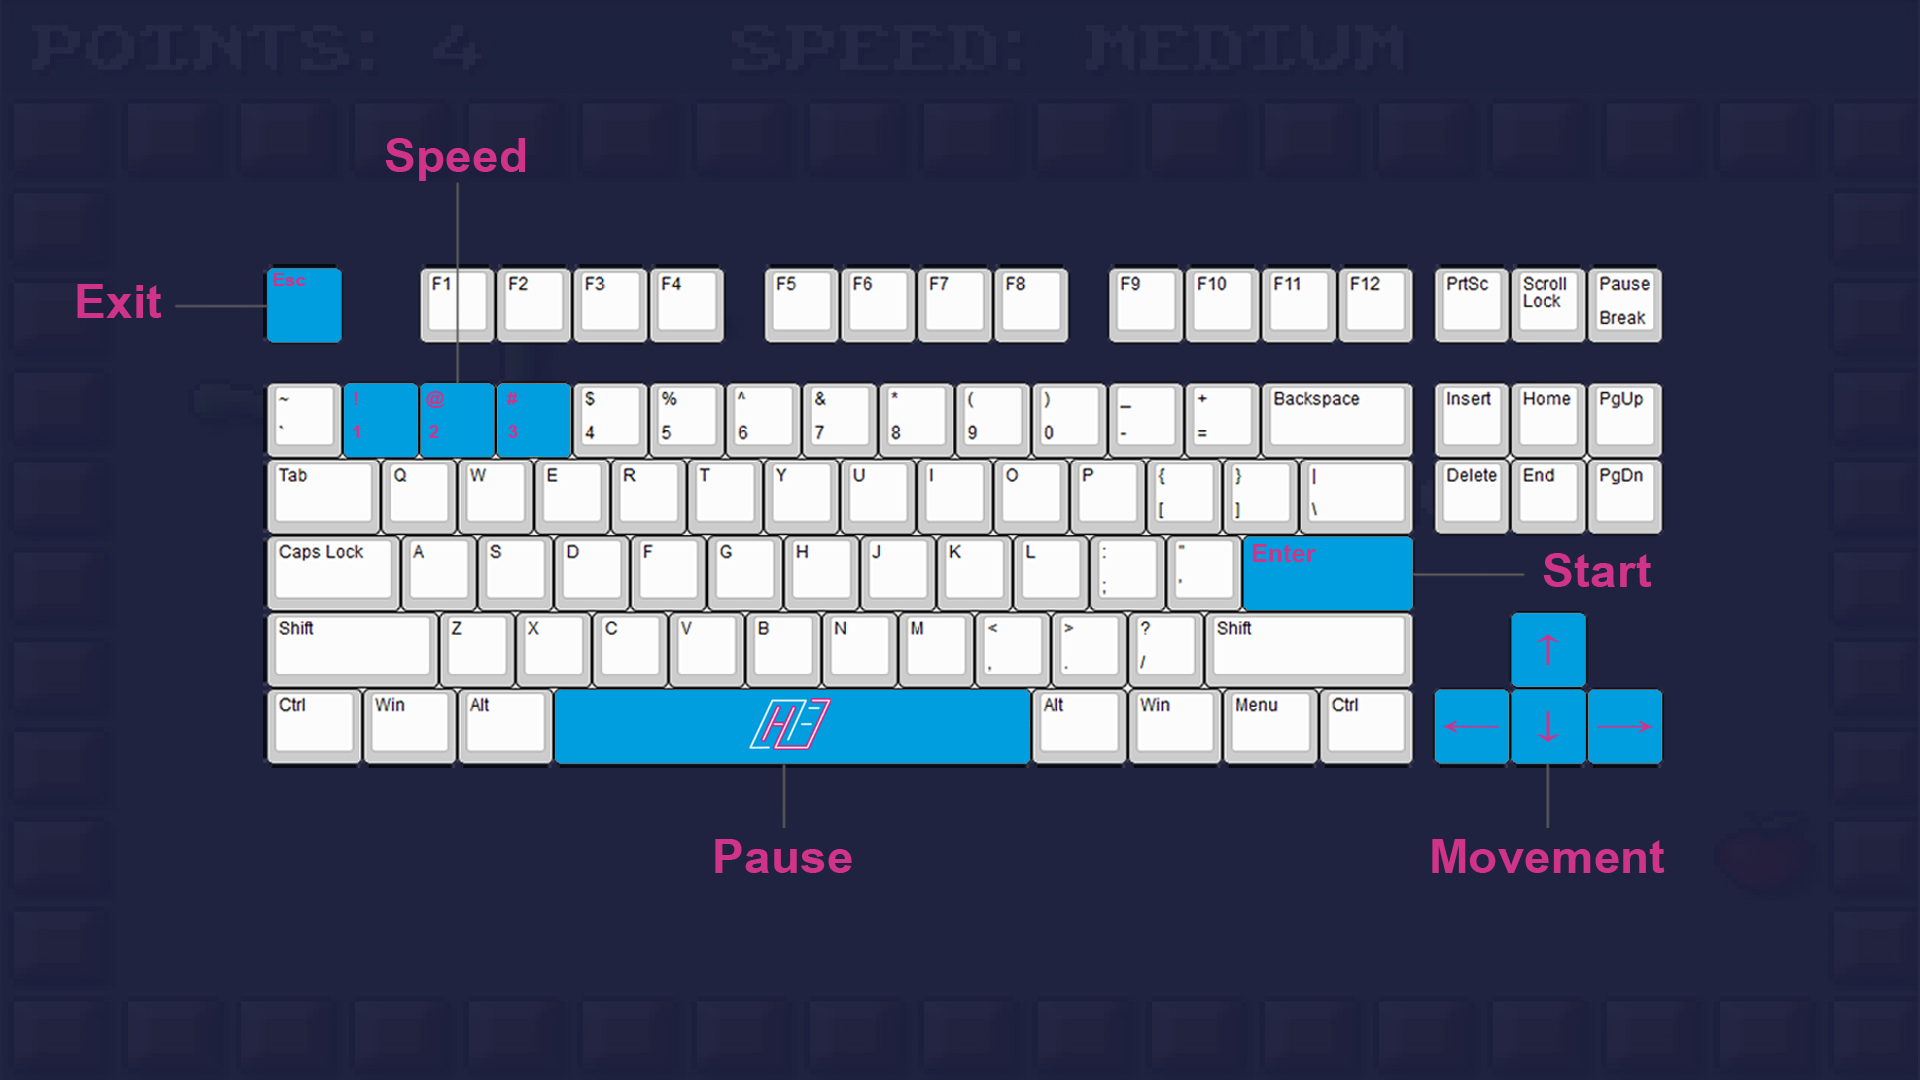 POINTS: 4 SPEED: MEDIUM
Speed
Exit
Esc F1 F2 F3 F4 F5 F6 F7 F8 F9 F10 F11 F12 PrtSc Scroll Lock Pause Break
~ ! @ # $ % ^ & * ( ) _ + Backspace Insert Home PgUp
` 1 2 3 4 5 6 7 8 9 0 - =
Tab Q W E R T Y U I O P { } | Delete End PgDn
[ ] \
Caps Lock A S D F G H J K L : " Enter
; '
Start
Shift Z X C V B N M < > ? Shift ↑
, . /
Ctrl Win Alt Alt Win Menu Ctrl ← ↓ →
Pause
Movement